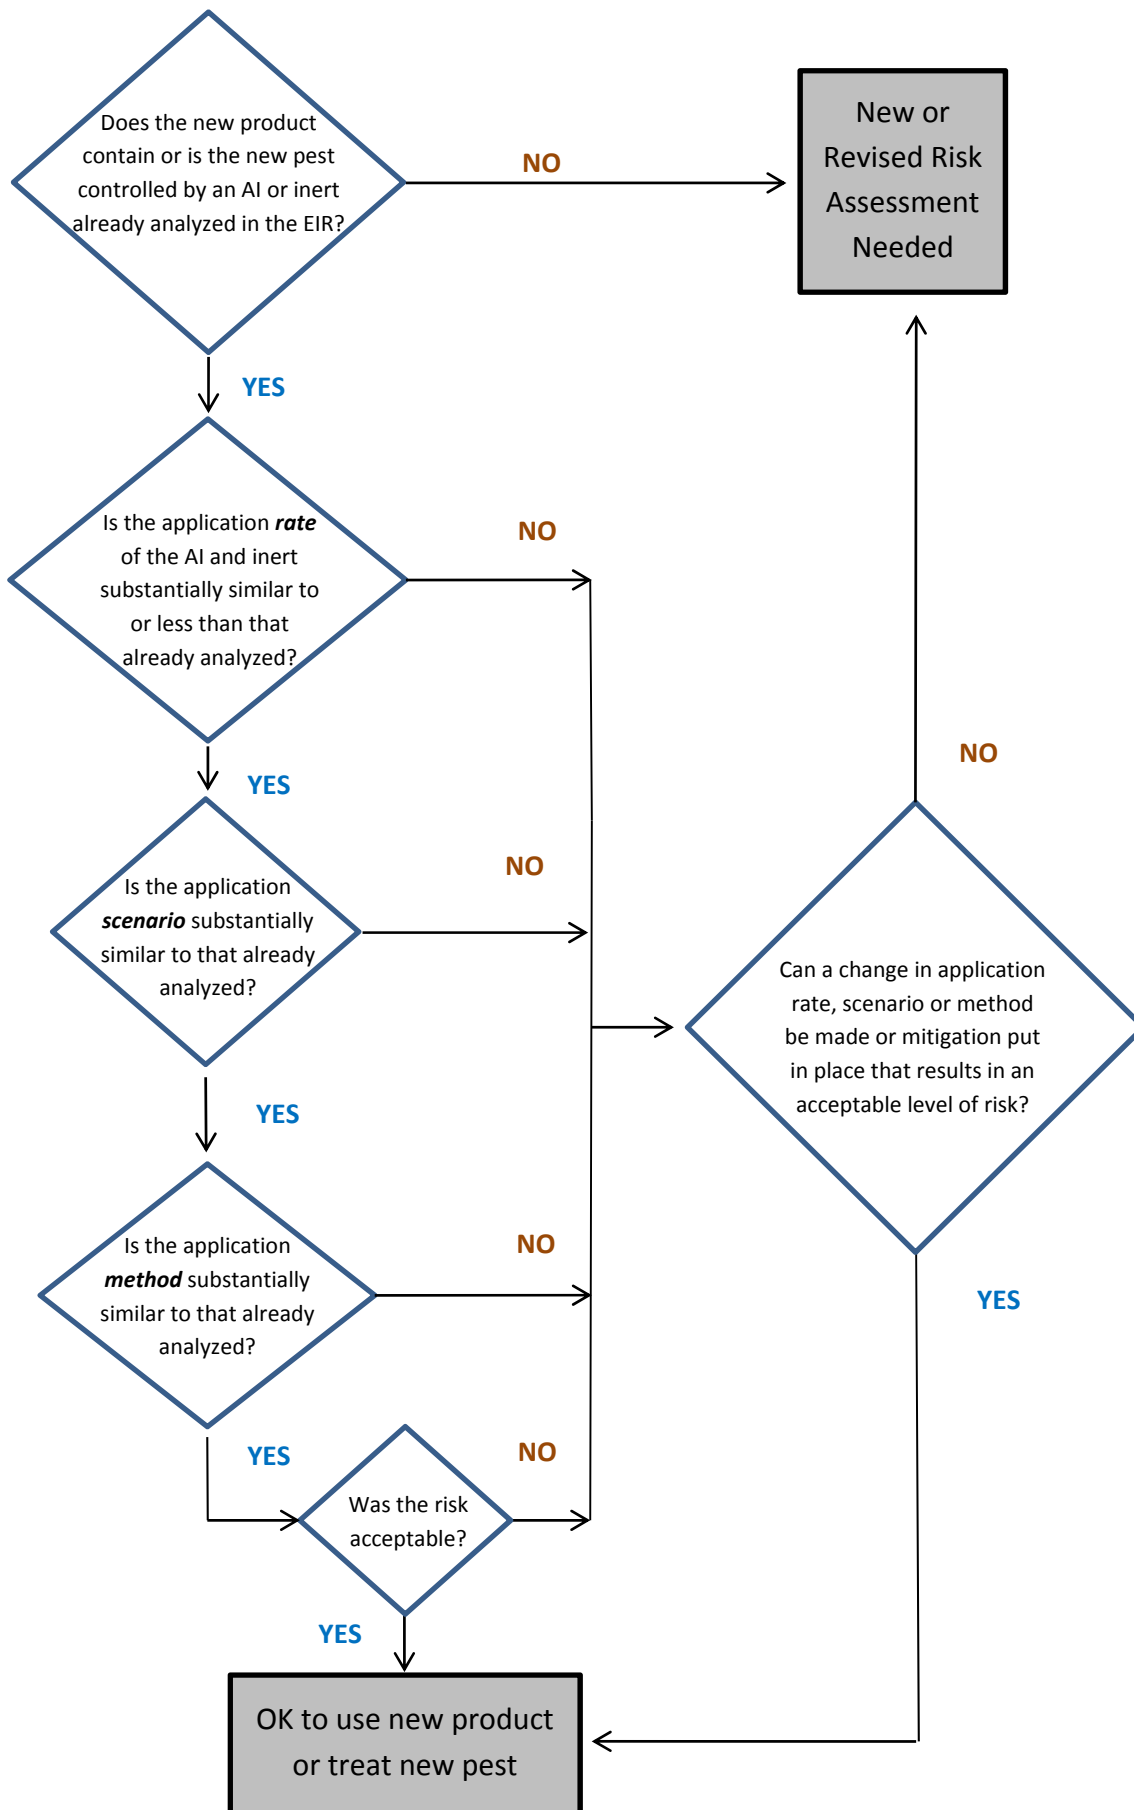 Does the new product
contain or is the new pest
controlled by an AI or inert
already analyzed in the EIR?
NO
New or
Revised Risk
Assessment
Needed
YES
Is the application rate
of the AI and inert
substantially similar to
or less than that
already analyzed?
NO
YES
Is the application
scenario substantially
similar to that already
analyzed?
NO
NO
Can a change in application
rate, scenario or method
be made or mitigation put
in place that results in an
acceptable level of risk?
YES
Is the application
method substantially
similar to that already
analyzed?
NO
YES
YES
Was the risk
acceptable?
NO
YES
OK to use new product
or treat new pest